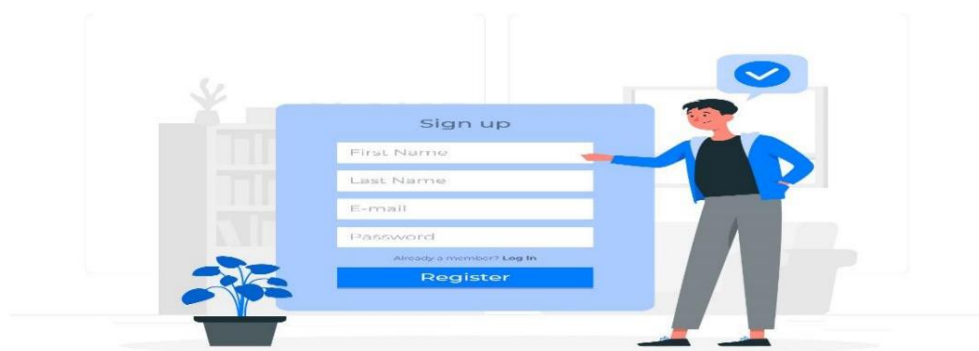 Sign up
First Name
Last Name
E-mail
Password
Already a member? Log In
Register